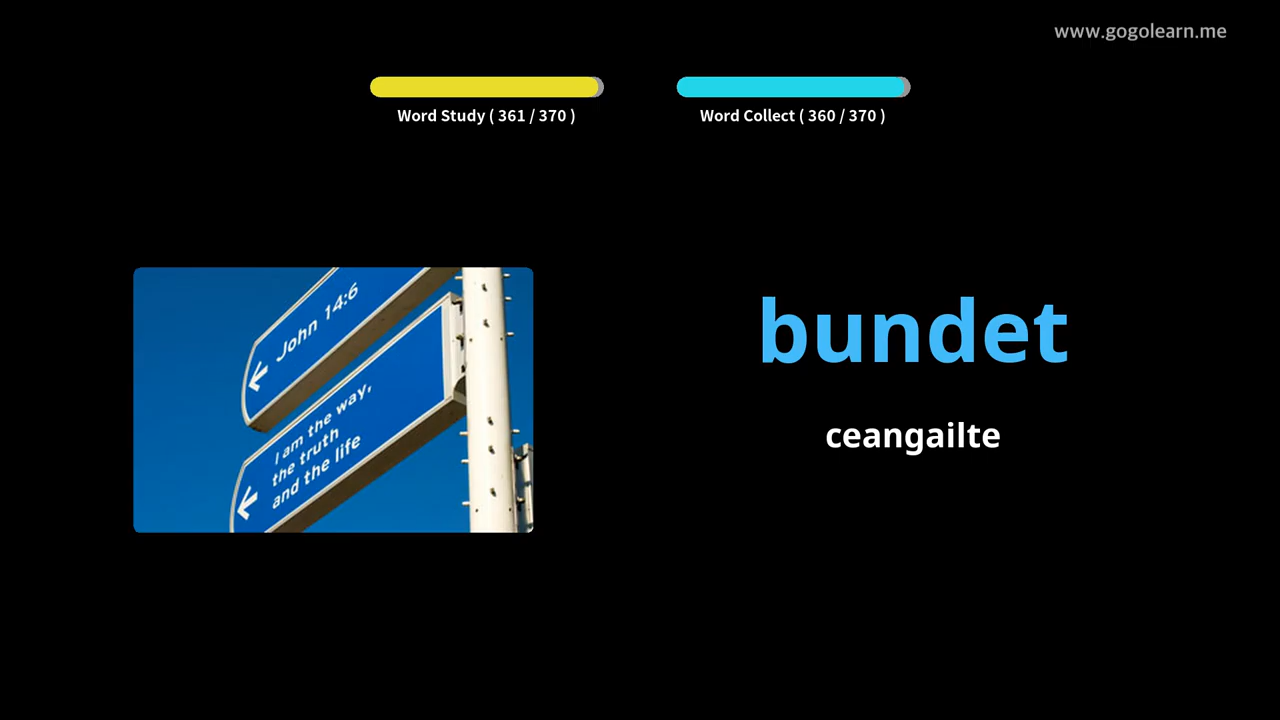 www.gogolearn.me
Word Study ( 361 / 370 )
Word Collect ( 360 / 370 )
John 14:6
I am the way,
the truth
and the life
bundet
ceangailte